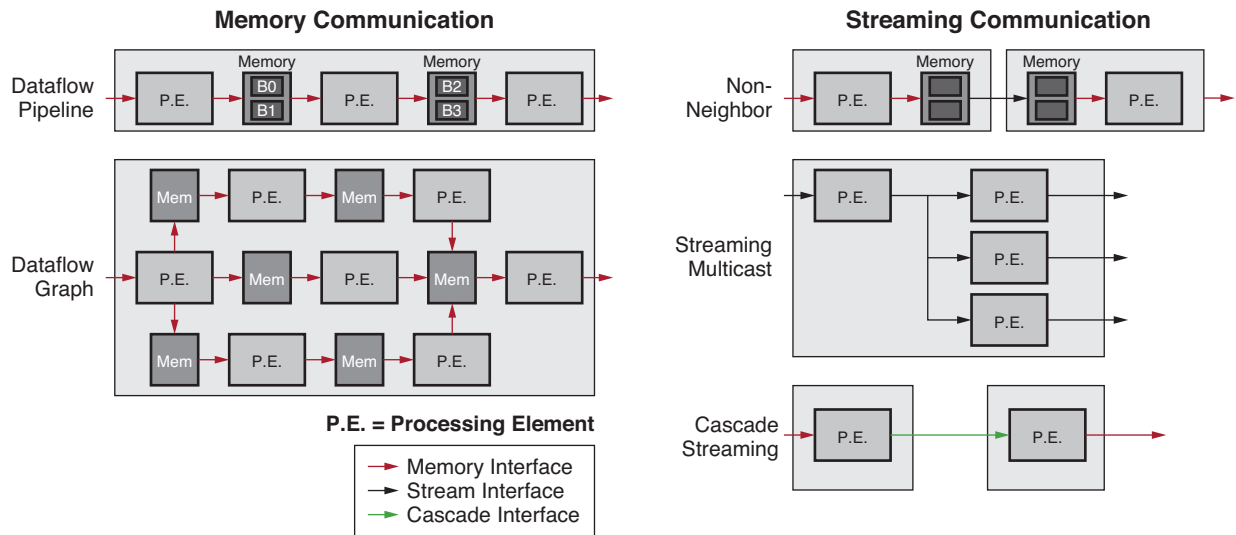 Memory Communication
Dataflow
Pipeline
P.E.
Memory
B0
B1
P.E.
Memory
B2
B3
P.E.
Dataflow
Graph
Mem
P.E.
Mem
P.E.
P.E.
Mem
P.E.
Mem
P.E.
Mem
P.E.
Mem
P.E.
P.E. = Processing Element
Memory Interface
Stream Interface
Cascade Interface
Streaming Communication
Non-
Neighbor
P.E.
Memory
Memory
P.E.
Streaming
Multicast
P.E.
P.E.
P.E.
P.E.
Cascade
Streaming
P.E.
P.E.